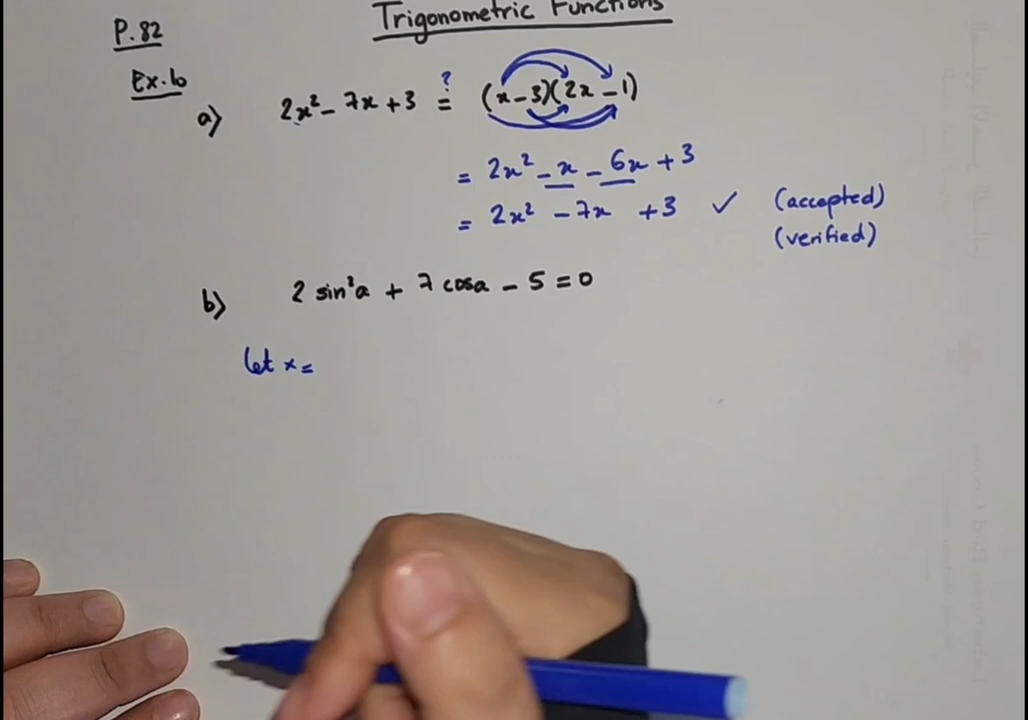 Trigonometric Functions
P.82
Ex.10
a) 2x² - 7x + 3 ?= (x-3)(2x-1)
= 2x² - x - 6x + 3
= 2x² - 7x + 3 ✓ (accepted)
(verified)
b) 2 sin²a + 7 cosa - 5 = 0
let x =